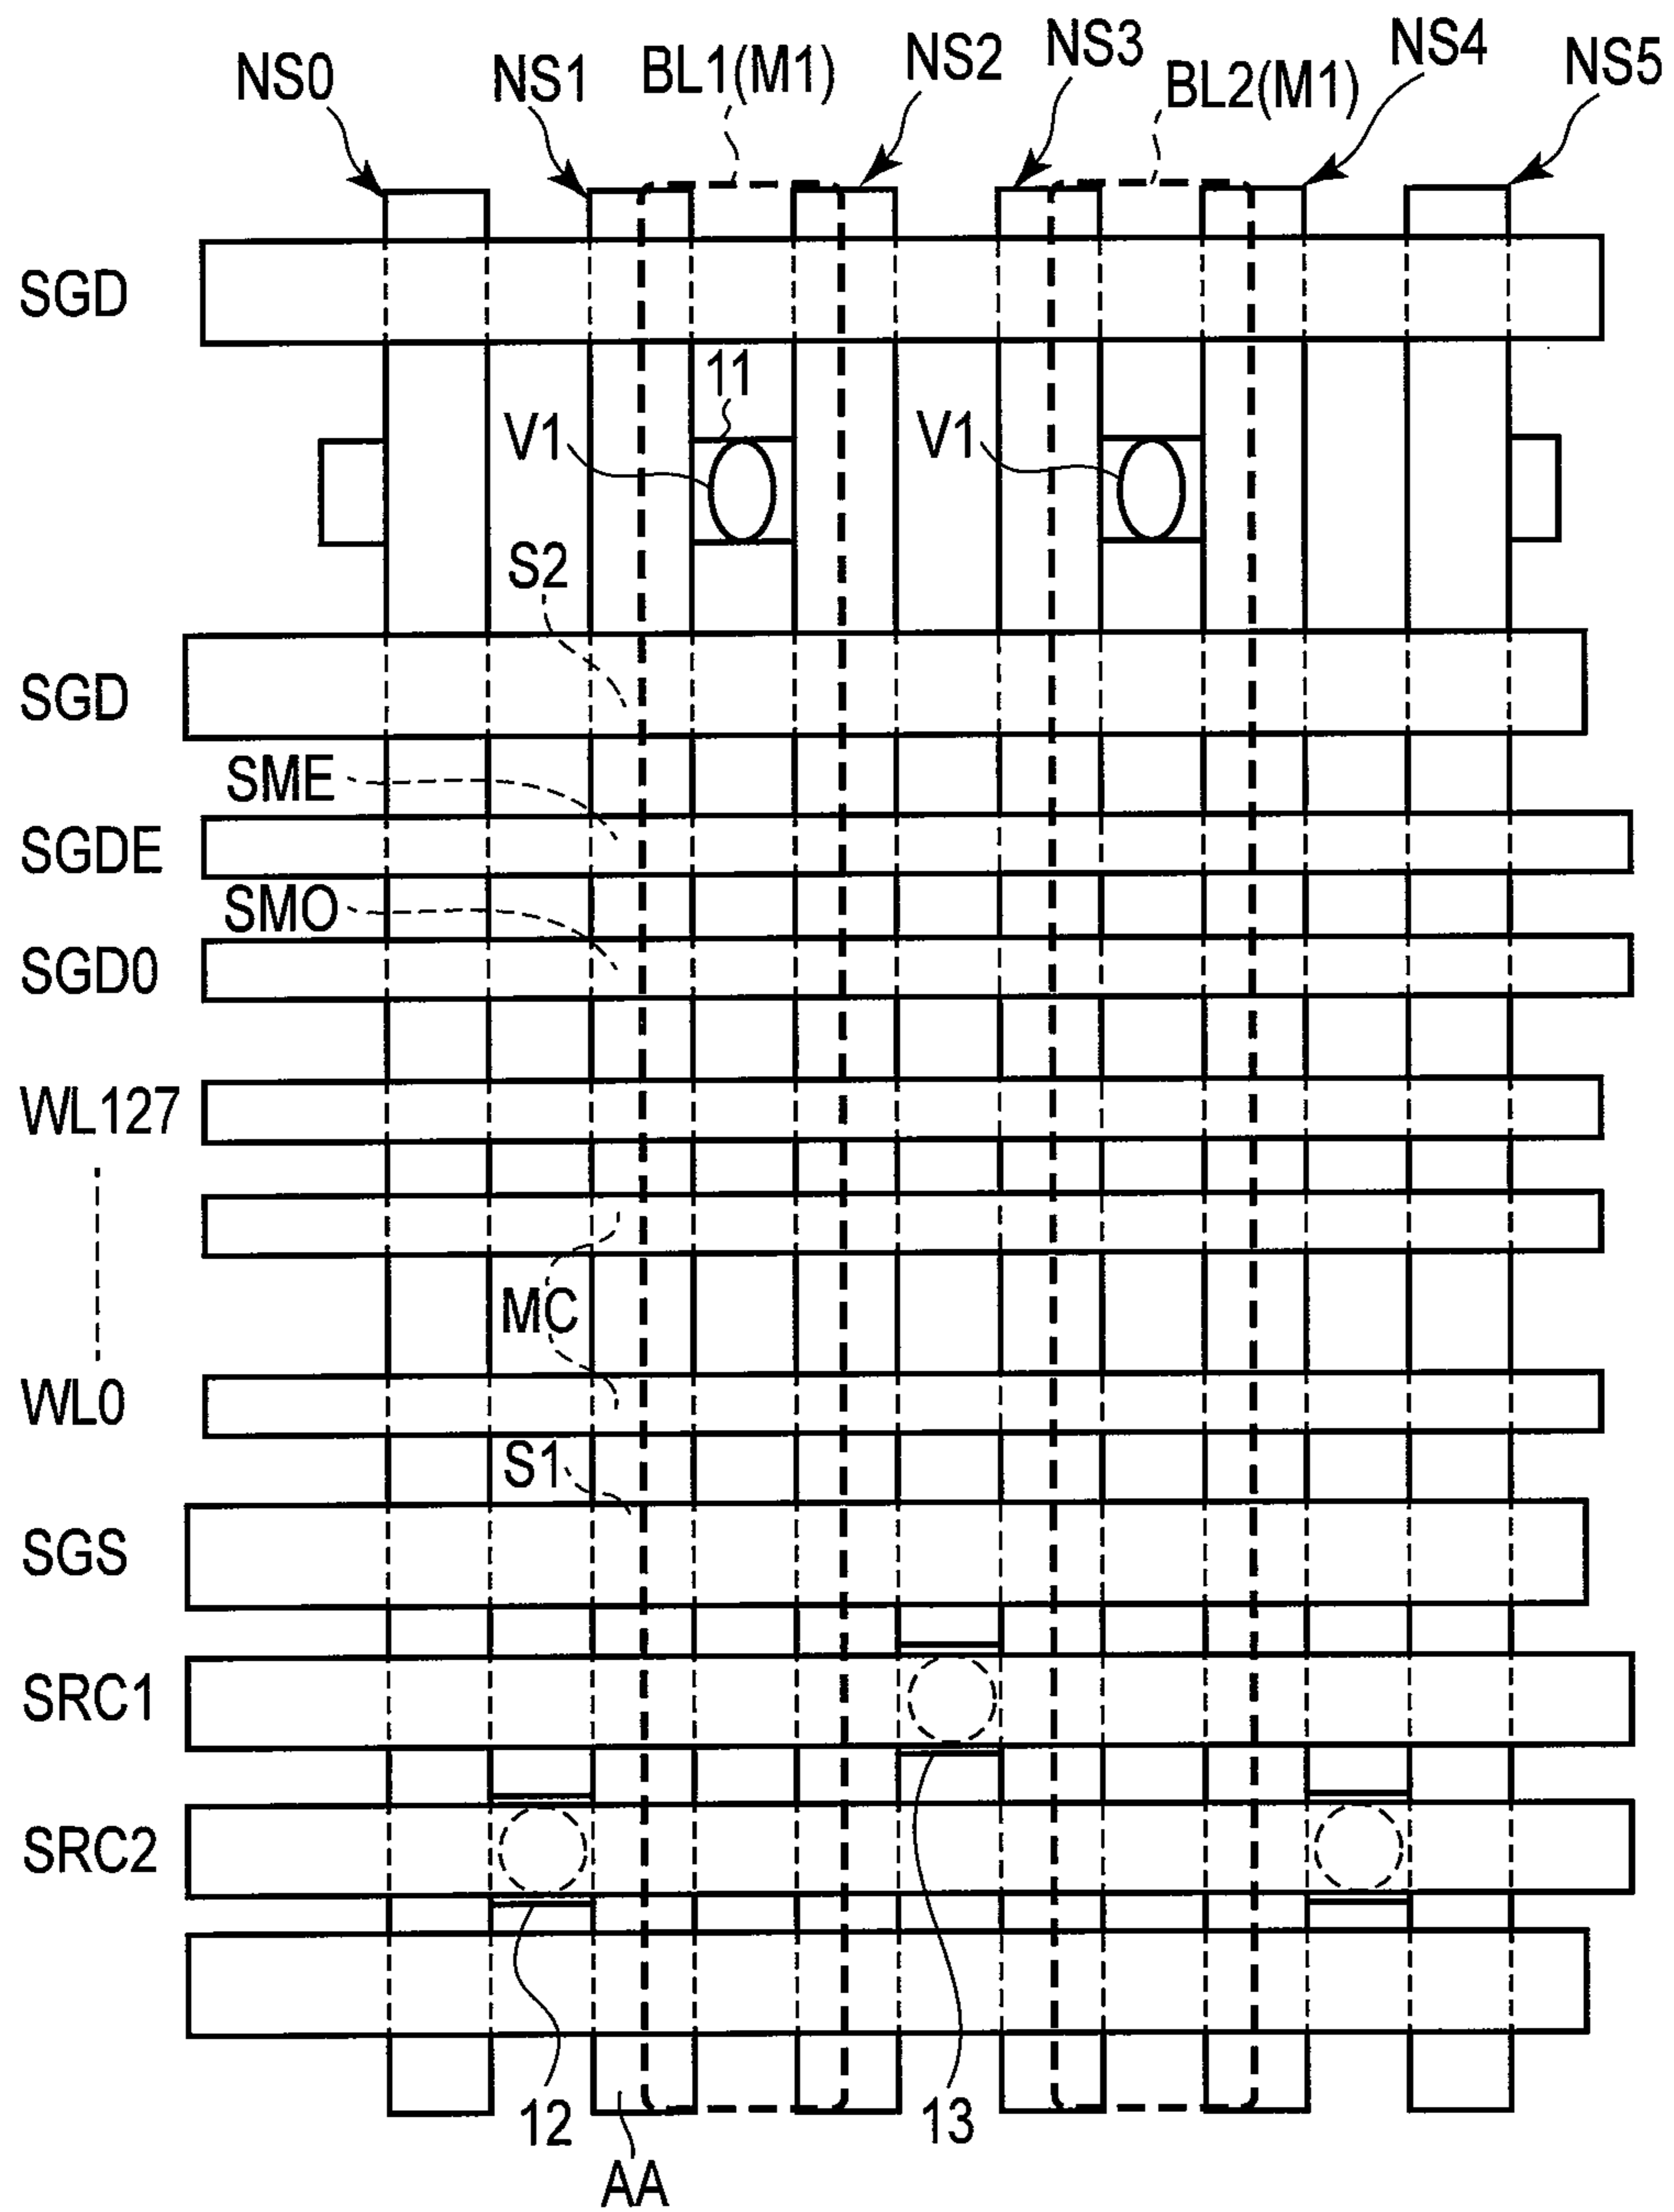 NS0
NS1
BL1(M1)
NS2
NS3
BL2(M1)
NS4
NS5
SGD
11
V1
V1
S2
SGD
SME
SGDE
SMO
SGD0
WL127
MC
WL0
S1
SGS
SRC1
SRC2
12
13
AA